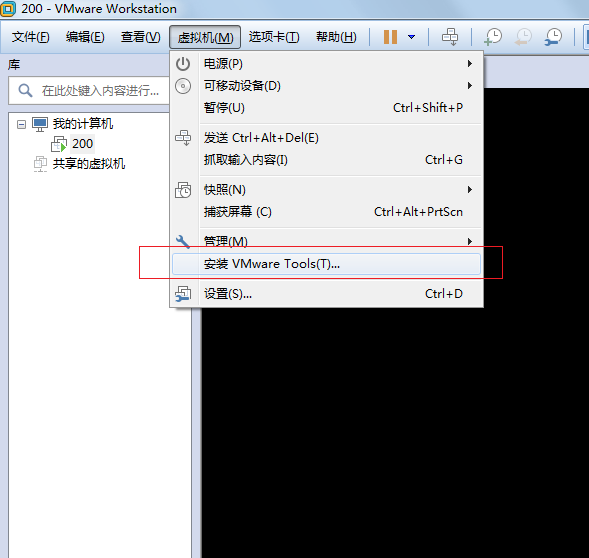 200 - VMware Workstation
文件(F) 编辑(E) 查看(V) 虚拟机(M) 选项卡(T) 帮助(H)
库
在此处键入内容进行...
我的计算机
200
共享的虚拟机
电源(P)
可移动设备(D)
暂停(U) Ctrl+Shift+P
发送 Ctrl+Alt+Del(E)
抓取输入内容(I) Ctrl+G
快照(N)
捕获屏幕 (C) Ctrl+Alt+PrtScn
管理(M)
安装 VMware Tools(T)...
设置(S)... Ctrl+D